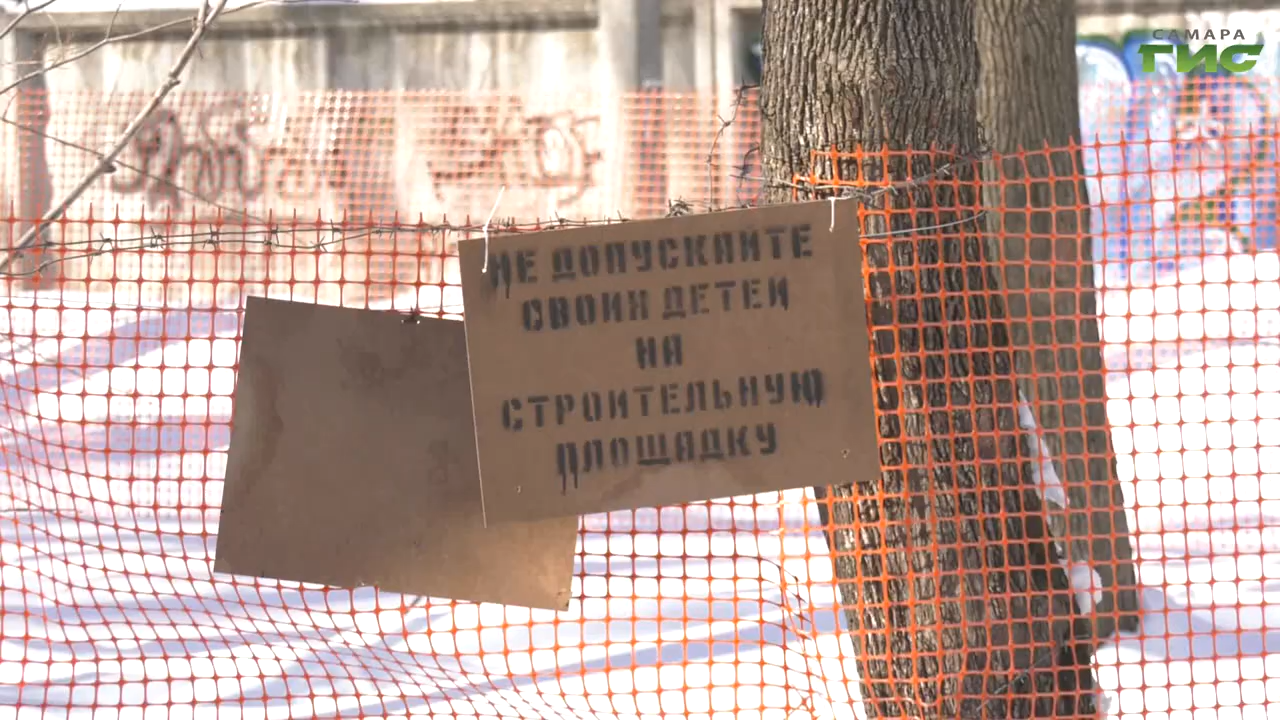 САМАРА
ГИС
НЕ ДОПУСКАЙТЕ
СВОИХ ДЕТЕЙ
НА
СТРОИТЕЛЬНУЮ
ПЛОЩАДКУ